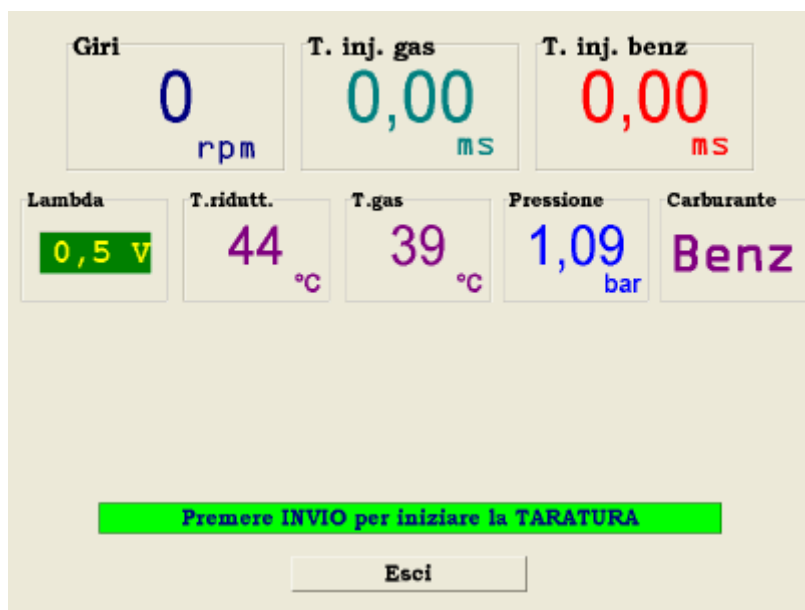 Giri T. inj. gas T. inj. benz
0 0,00 0,00
rpm ms ms
Lambda T.ridutt. T.gas Pressione Carburante
0,5 V 44 39 1,09 Benz
°C °C bar
Premere INVIO per iniziare la TARATURA
Esci